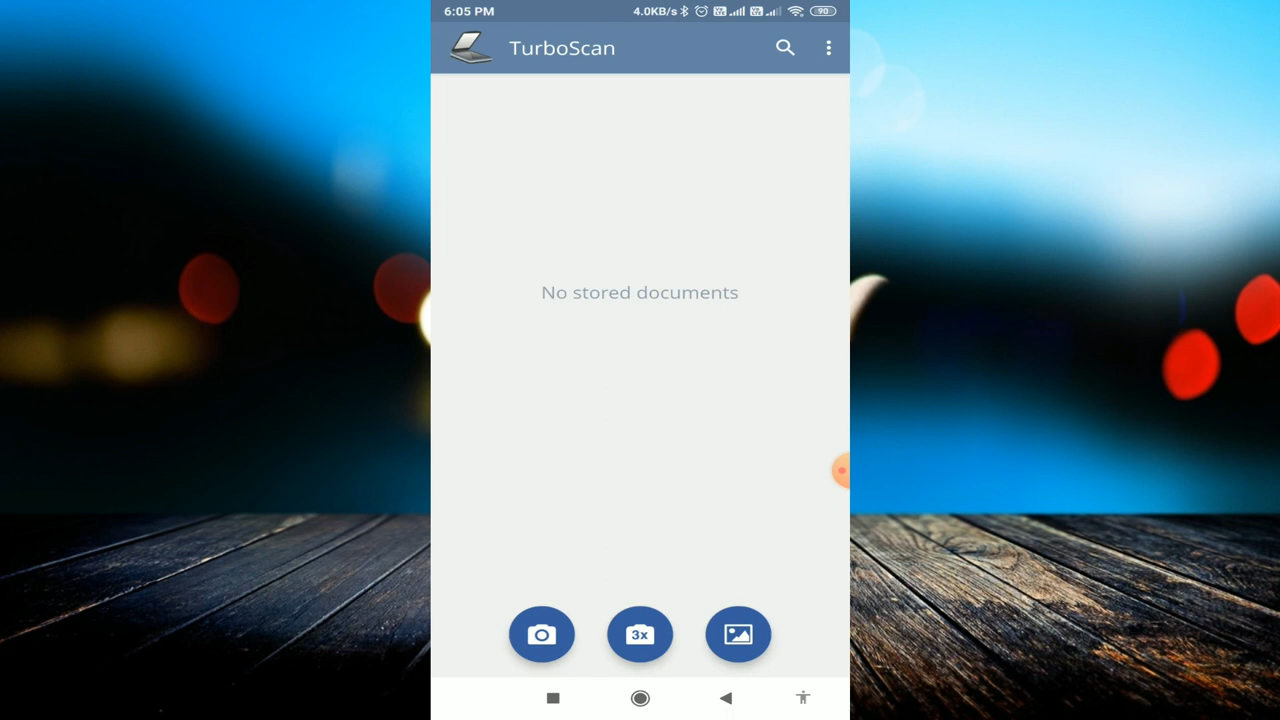 6:05 PM
4.0KB/s
90
TurboScan
No stored documents
3x